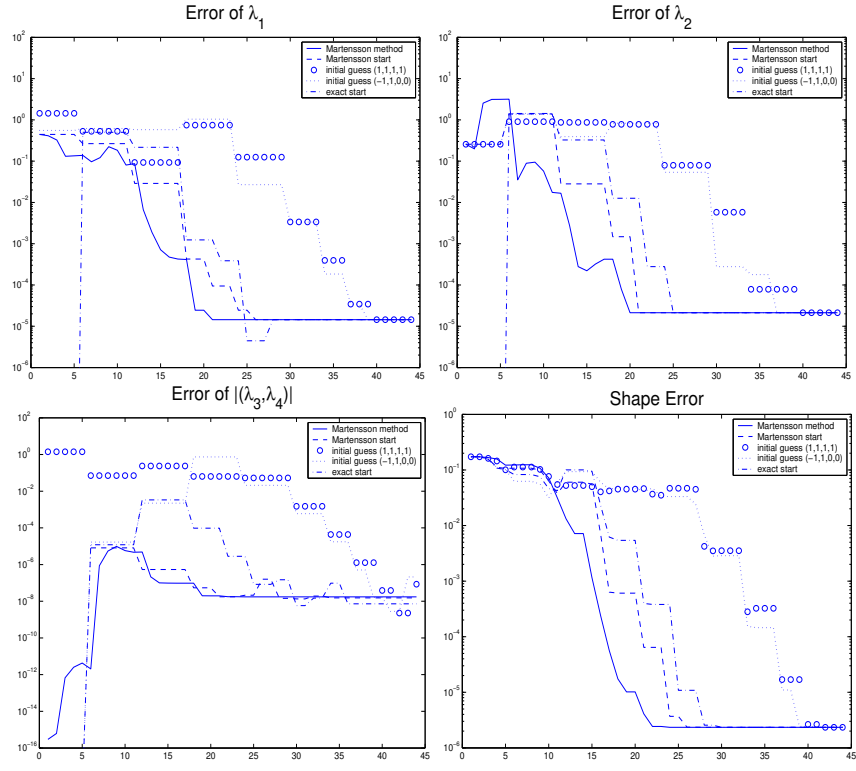 Error of λ1
Martensson method
Martensson start
initial guess (1,1,1,1)
initial guess (-1,1,0,0)
exact start
10^2
10^1
10^0
10^-1
10^-2
10^-3
10^-4
10^-5
10^-6
0 5 10 15 20 25 30 35 40 45
Error of λ2
Martensson method
Martensson start
initial guess (1,1,1,1)
initial guess (-1,1,0,0)
exact start
10^2
10^1
10^0
10^-1
10^-2
10^-3
10^-4
10^-5
10^-6
0 5 10 15 20 25 30 35 40 45
Error of |(λ3,λ4)|
Martensson method
Martensson start
initial guess (1,1,1,1)
initial guess (-1,1,0,0)
exact start
10^2
10^0
10^-2
10^-4
10^-6
10^-8
10^-10
10^-12
10^-14
10^-16
0 5 10 15 20 25 30 35 40 45
Shape Error
Martensson method
Martensson start
initial guess (1,1,1,1)
initial guess (-1,1,0,0)
exact start
10^0
10^-1
10^-2
10^-3
10^-4
10^-5
10^-6
0 5 10 15 20 25 30 35 40 45